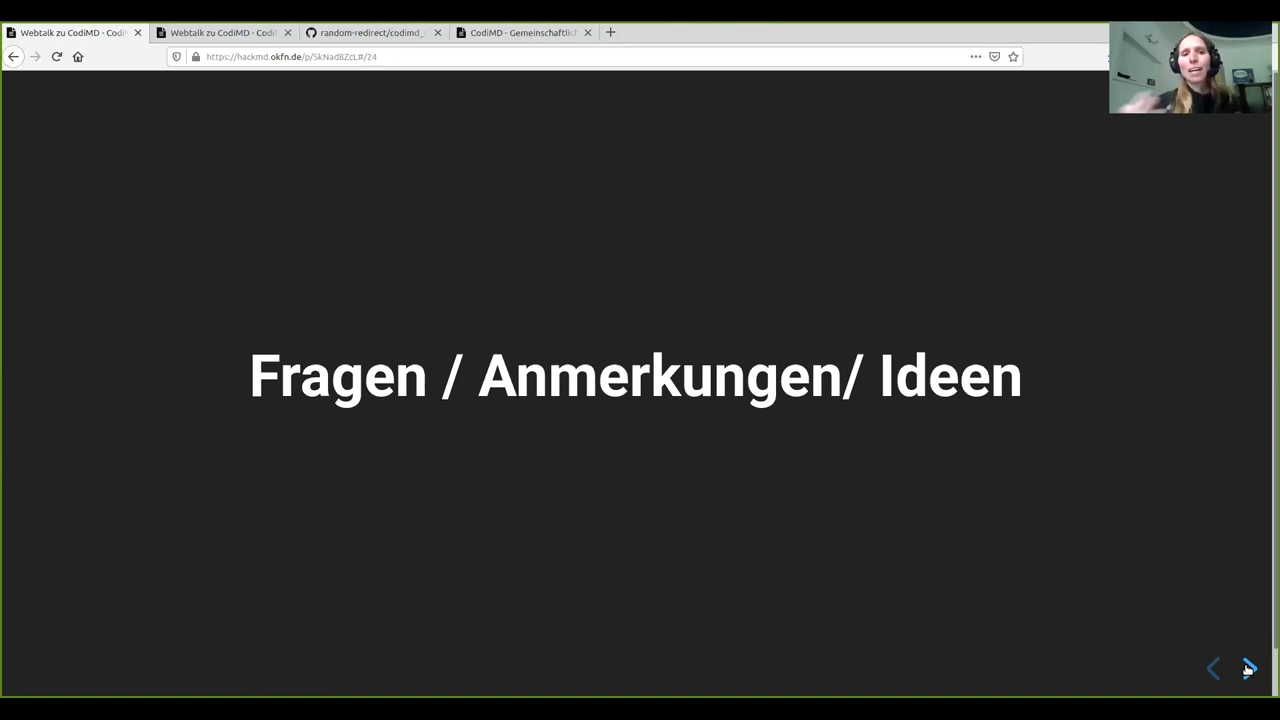 Webtalk zu CodiMD - Codi
Webtalk zu CodiMD - Codi
random-redirect/codimd_
CodiMD - Gemeinschaftlich
https://hackmd.okfn.de/p/SkNad8ZcL#/24
Fragen / Anmerkungen/ Ideen